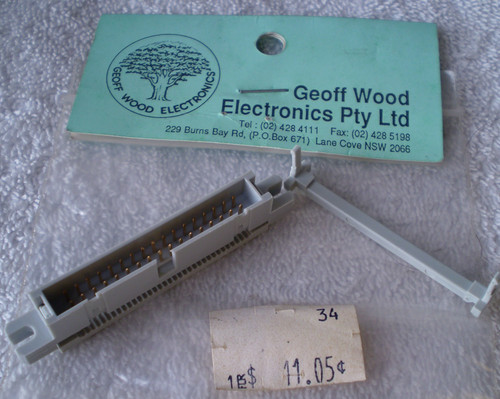 GEOFF WOOD ELECTRONICS
Geoff Wood
Electronics Pty Ltd
Tel : (02) 428 4111 Fax: (02) 428 5198
229 Burns Bay Rd, (P.O.Box 671) Lane Cove NSW 2066
34
$ 11.05¢